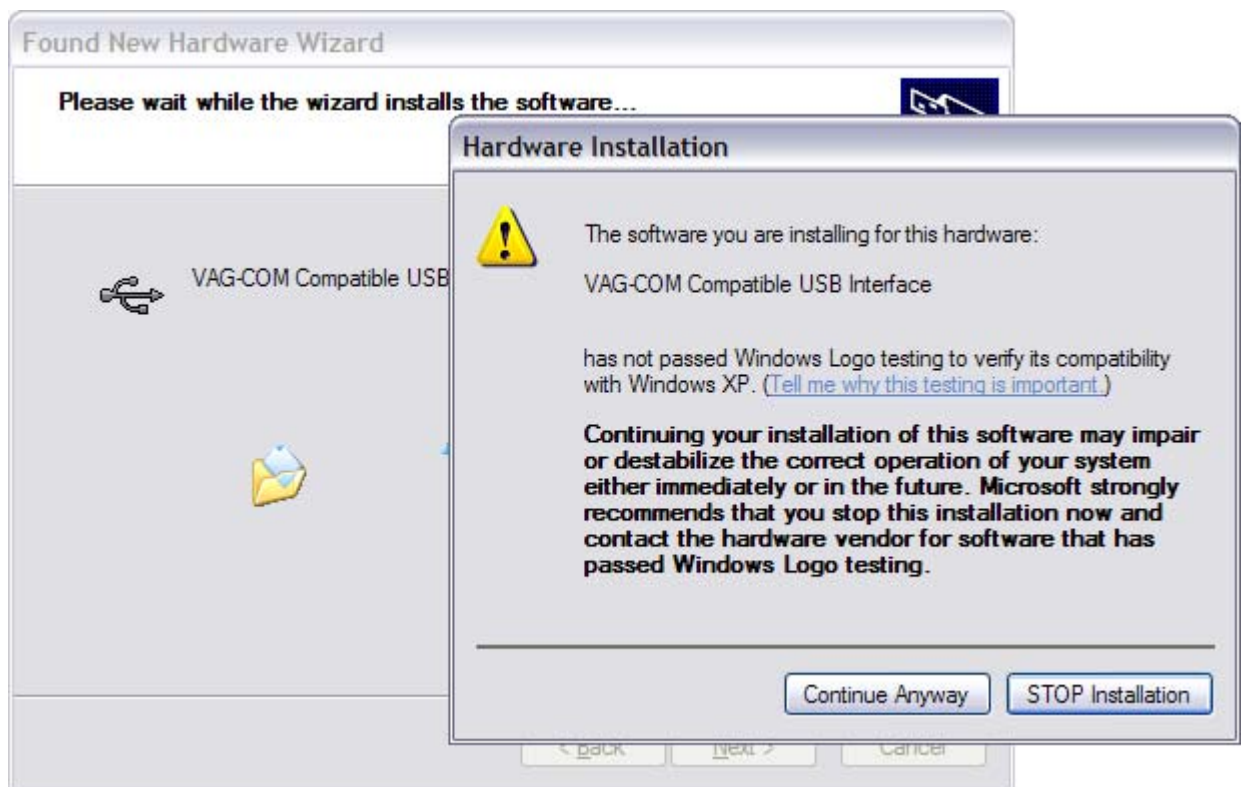 Found New Hardware Wizard
Please wait while the wizard installs the software...
VAG-COM Compatible USB
Hardware Installation
The software you are installing for this hardware:
VAG-COM Compatible USB Interface
has not passed Windows Logo testing to verify its compatibility
with Windows XP. (Tell me why this testing is important.)
Continuing your installation of this software may impair
or destabilize the correct operation of your system
either immediately or in the future. Microsoft strongly
recommends that you stop this installation now and
contact the hardware vendor for software that has
passed Windows Logo testing.
Continue Anyway STOP Installation
< Back Next > Cancel